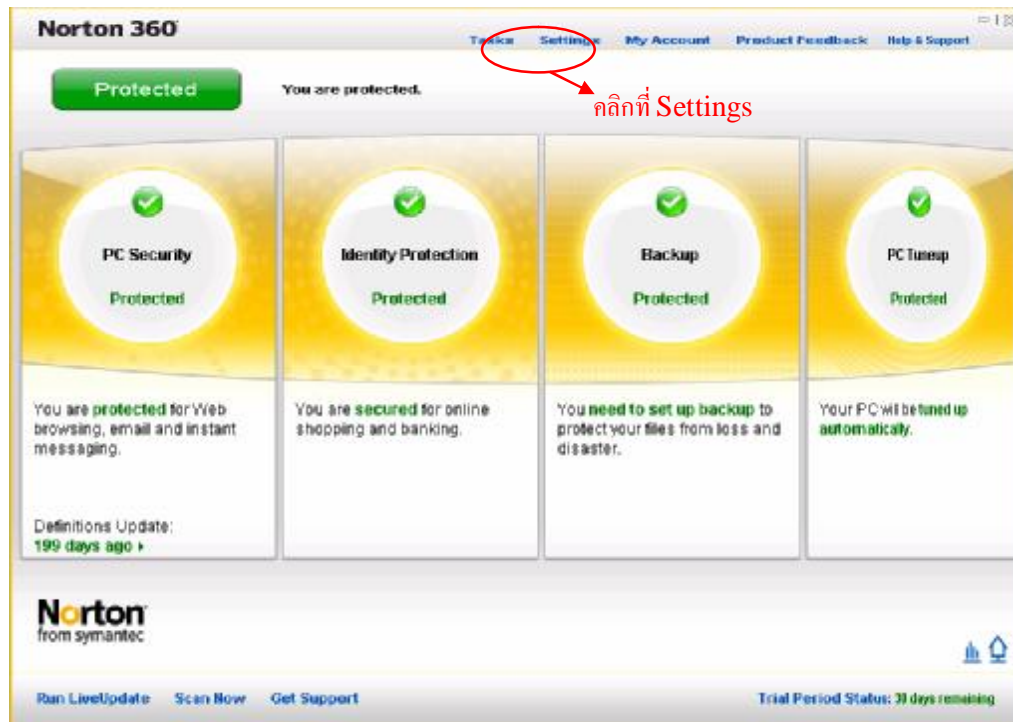 Norton 360
Tasks Settings My Account Product Feedback Help & Support
Protected
You are protected.
คลิกที่ Settings
PC Security
Protected
You are protected for Web
browsing, email and instant
messaging.
Definitions Update:
199 days ago
Identity Protection
Protected
You are secured for online
shopping and banking.
Backup
Protected
You need to set up backup to
protect your files from loss and
disaster.
PC Tuneup
Protected
Your PC will be tuned up
automatically.
Norton
from symantec
Run LiveUpdate Scan Now Get Support
Trial Period Status: days remaining